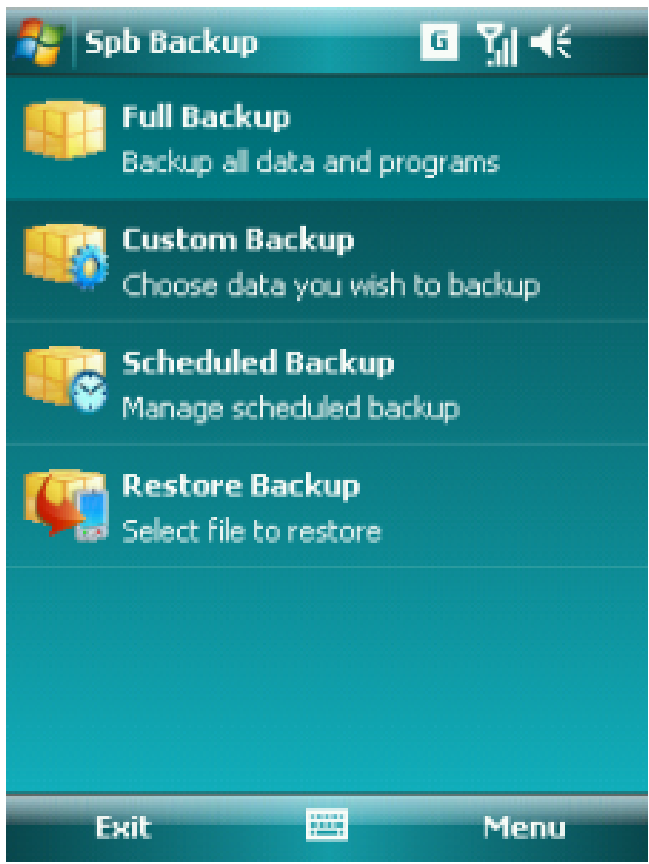 Spb Backup G
Full Backup
Backup all data and programs
Custom Backup
Choose data you wish to backup
Scheduled Backup
Manage scheduled backup
Restore Backup
Select file to restore
Exit Menu